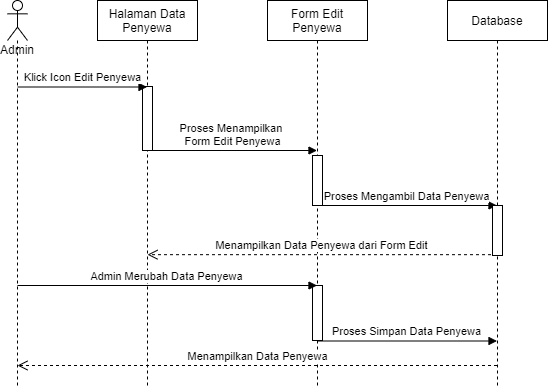 Admin
Halaman Data
Penyewa
Form Edit
Penyewa
Database
Klick Icon Edit Penyewa
Proses Menampilkan
Form Edit Penyewa
Proses Mengambil Data Penyewa
Menampilkan Data Penyewa dari Form Edit
Admin Merubah Data Penyewa
Proses Simpan Data Penyewa
Menampilkan Data Penyewa